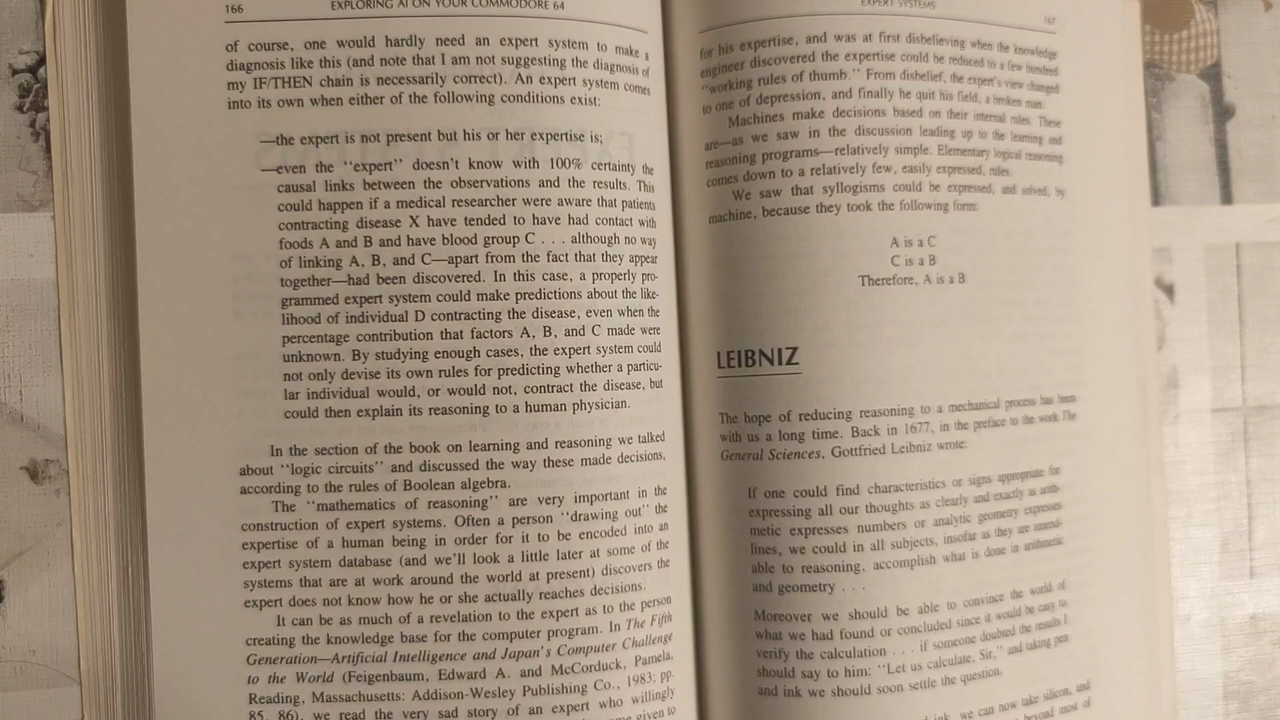 166
EXPLORING AI ON YOUR COMMODORE 64
of course, one would hardly need an expert system to make a
diagnosis like this (and note that I am not suggesting the diagnosis of
my IF/THEN chain is necessarily correct). An expert system comes
into its own when either of the following conditions exist:
—the expert is not present but his or her expertise is;
—even the “expert” doesn't know with 100% certainty the
causal links between the observations and the results. This
could happen if a medical researcher were aware that patients
contracting disease X have tended to have had contact with
foods A and B and have blood group C . . . although no way
of linking A, B, and C—apart from the fact that they appear
together—had been discovered. In this case, a properly pro-
grammed expert system could make predictions about the like-
lihood of individual D contracting the disease, even when the
percentage contribution that factors A, B, and C made were
unknown. By studying enough cases, the expert system could
not only devise its own rules for predicting whether a particu-
lar individual would, or would not, contract the disease, but
could then explain its reasoning to a human physician.
In the section of the book on learning and reasoning we talked
about “logic circuits” and discussed the way these made decisions,
according to the rules of Boolean algebra.
The “mathematics of reasoning” are very important in the
construction of expert systems. Often a person “drawing out” the
expertise of a human being in order for it to be encoded into an
expert system database (and we'll look a little later at some of the
systems that are at work around the world at present) discovers the
expert does not know how he or she actually reaches decisions.
It can be as much of a revelation to the expert as to the person
creating the knowledge base for the computer program. In The Fifth
Generation—Artificial Intelligence and Japan's Computer Challenge
to the World (Feigenbaum, Edward A. and McCorduck, Pamela,
Reading, Massachusetts: Addison-Wesley Publishing Co., 1983; pp.
85, 86), we read the very sad story of an expert who willingly
given to
EXPERT SYSTEMS
167
for his expertise, and was at first disbelieving when the knowledge
engineer discovered the expertise could be reduced to a few hundred
“working rules of thumb.” From disbelief, the expert's view changed
to one of depression, and finally he quit his field, a broken man.
Machines make decisions based on their internal rules. These
are—as we saw in the discussion leading up to the learning and
reasoning programs—relatively simple. Elementary logical reasoning
comes down to a relatively few, easily expressed, rules.
We saw that syllogisms could be expressed, and solved, by
machine, because they took the following form:
A is a C
C is a B
Therefore, A is a B
LEIBNIZ
The hope of reducing reasoning to a mechanical process has been
with us a long time. Back in 1677, in the preface to the work The
General Sciences, Gottfried Leibniz wrote:
If one could find characteristics or signs appropriate for
expressing all our thoughts as clearly and exactly as arith-
metic expresses numbers or analytic geometry expresses
lines, we could in all subjects, insofar as they are amend-
able to reasoning, accomplish what is done in arithmetic
and geometry . . .
Moreover we should be able to convince the world of
what we had found or concluded since it would be easy to
verify the calculation . . . if someone doubted the results I
should say to him: “Let us calculate, Sir,” and taking pen
and ink we should soon settle the question.
ink, we can now take silicon, and
beyond most of